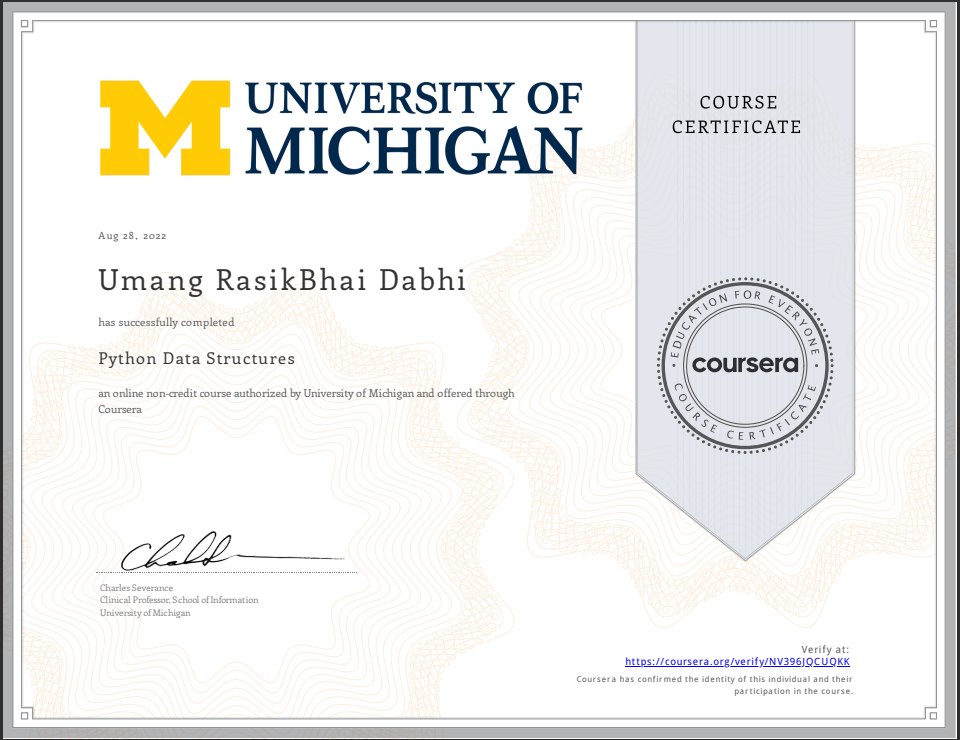 UNIVERSITY OF
MICHIGAN
COURSE
CERTIFICATE
Aug 28, 2022
Umang RasikBhai Dabhi
has successfully completed
Python Data Structures
an online non-credit course authorized by University of Michigan and offered through
Coursera
EDUCATION FOR EVERYONE
coursera
COURSE CERTIFICATE
Charles Severance
Clinical Professor, School of Information
University of Michigan
Verify at:
https://coursera.org/verify/NV396JQCUQKK
Coursera has confirmed the identity of this individual and their
participation in the course.